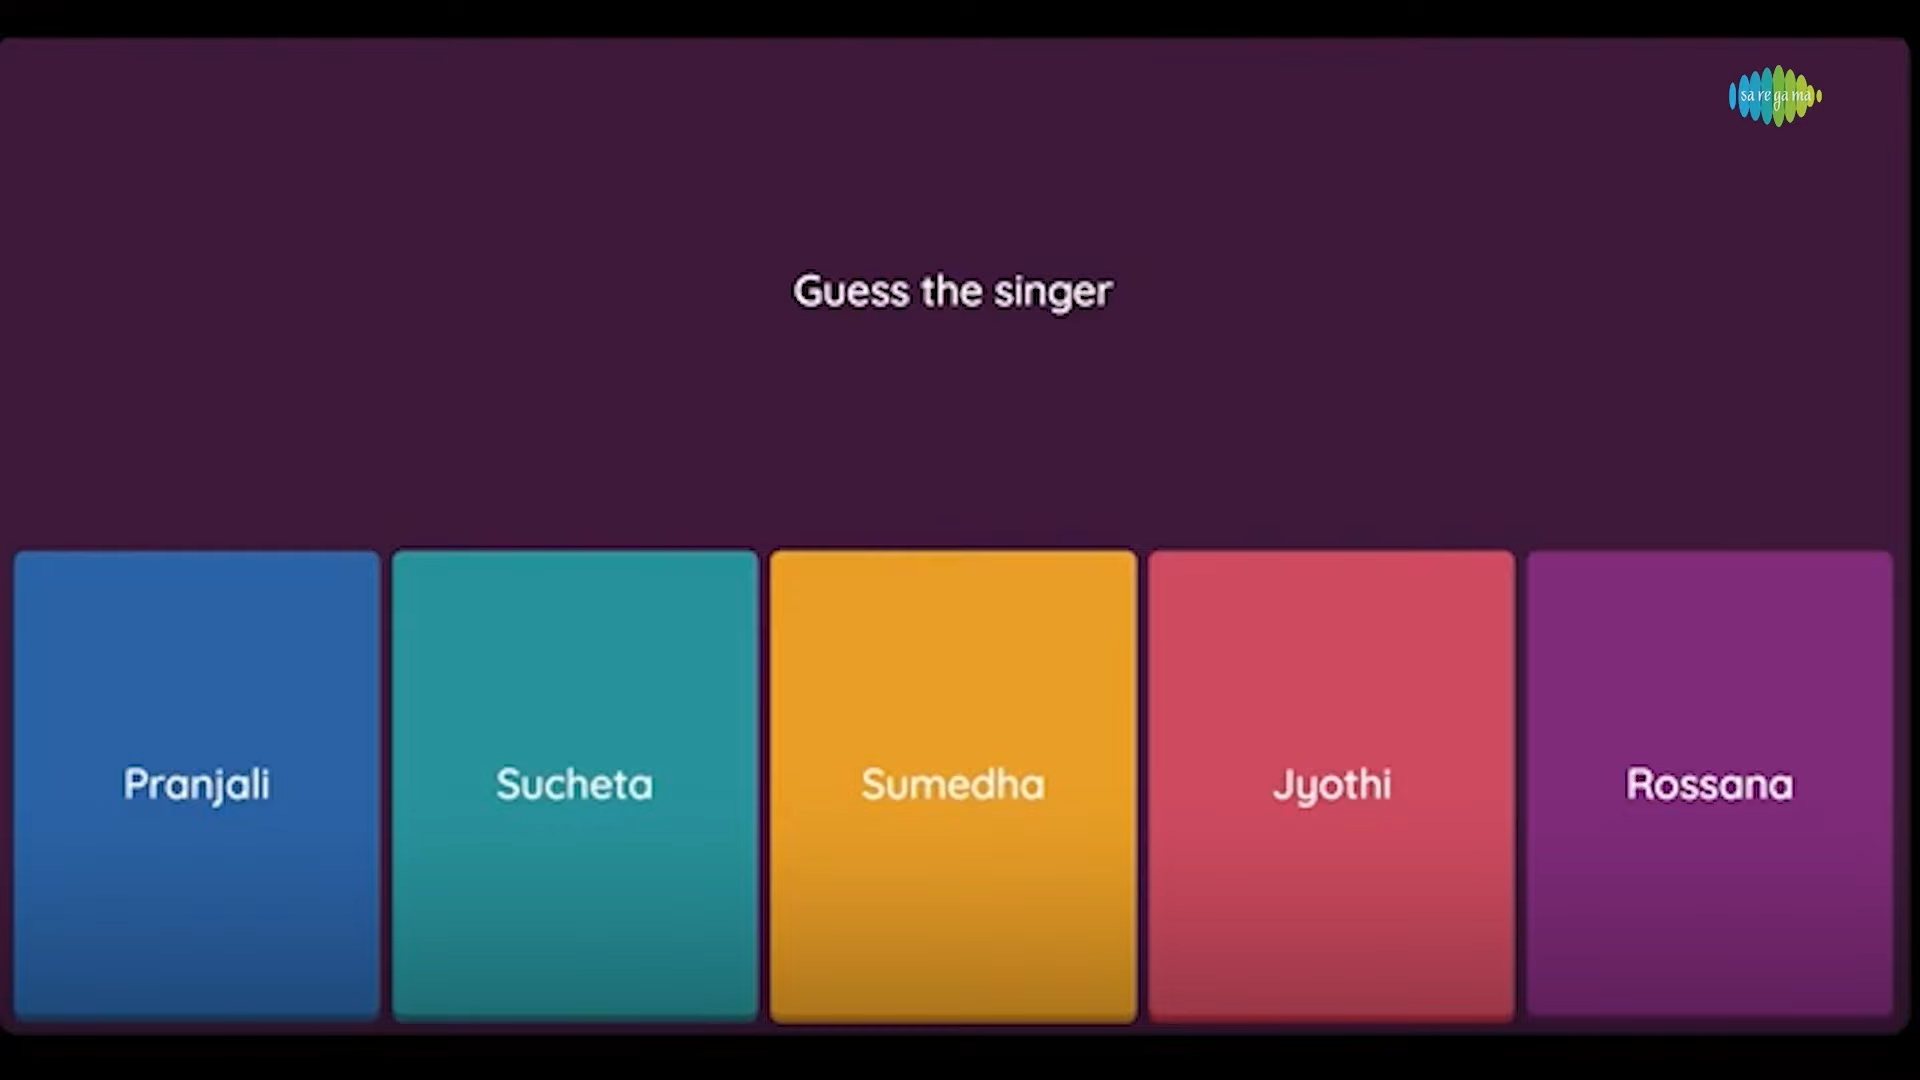 sa re ga ma
Guess the singer
Pranjali
Sucheta
Sumedha
Jyothi
Rossana